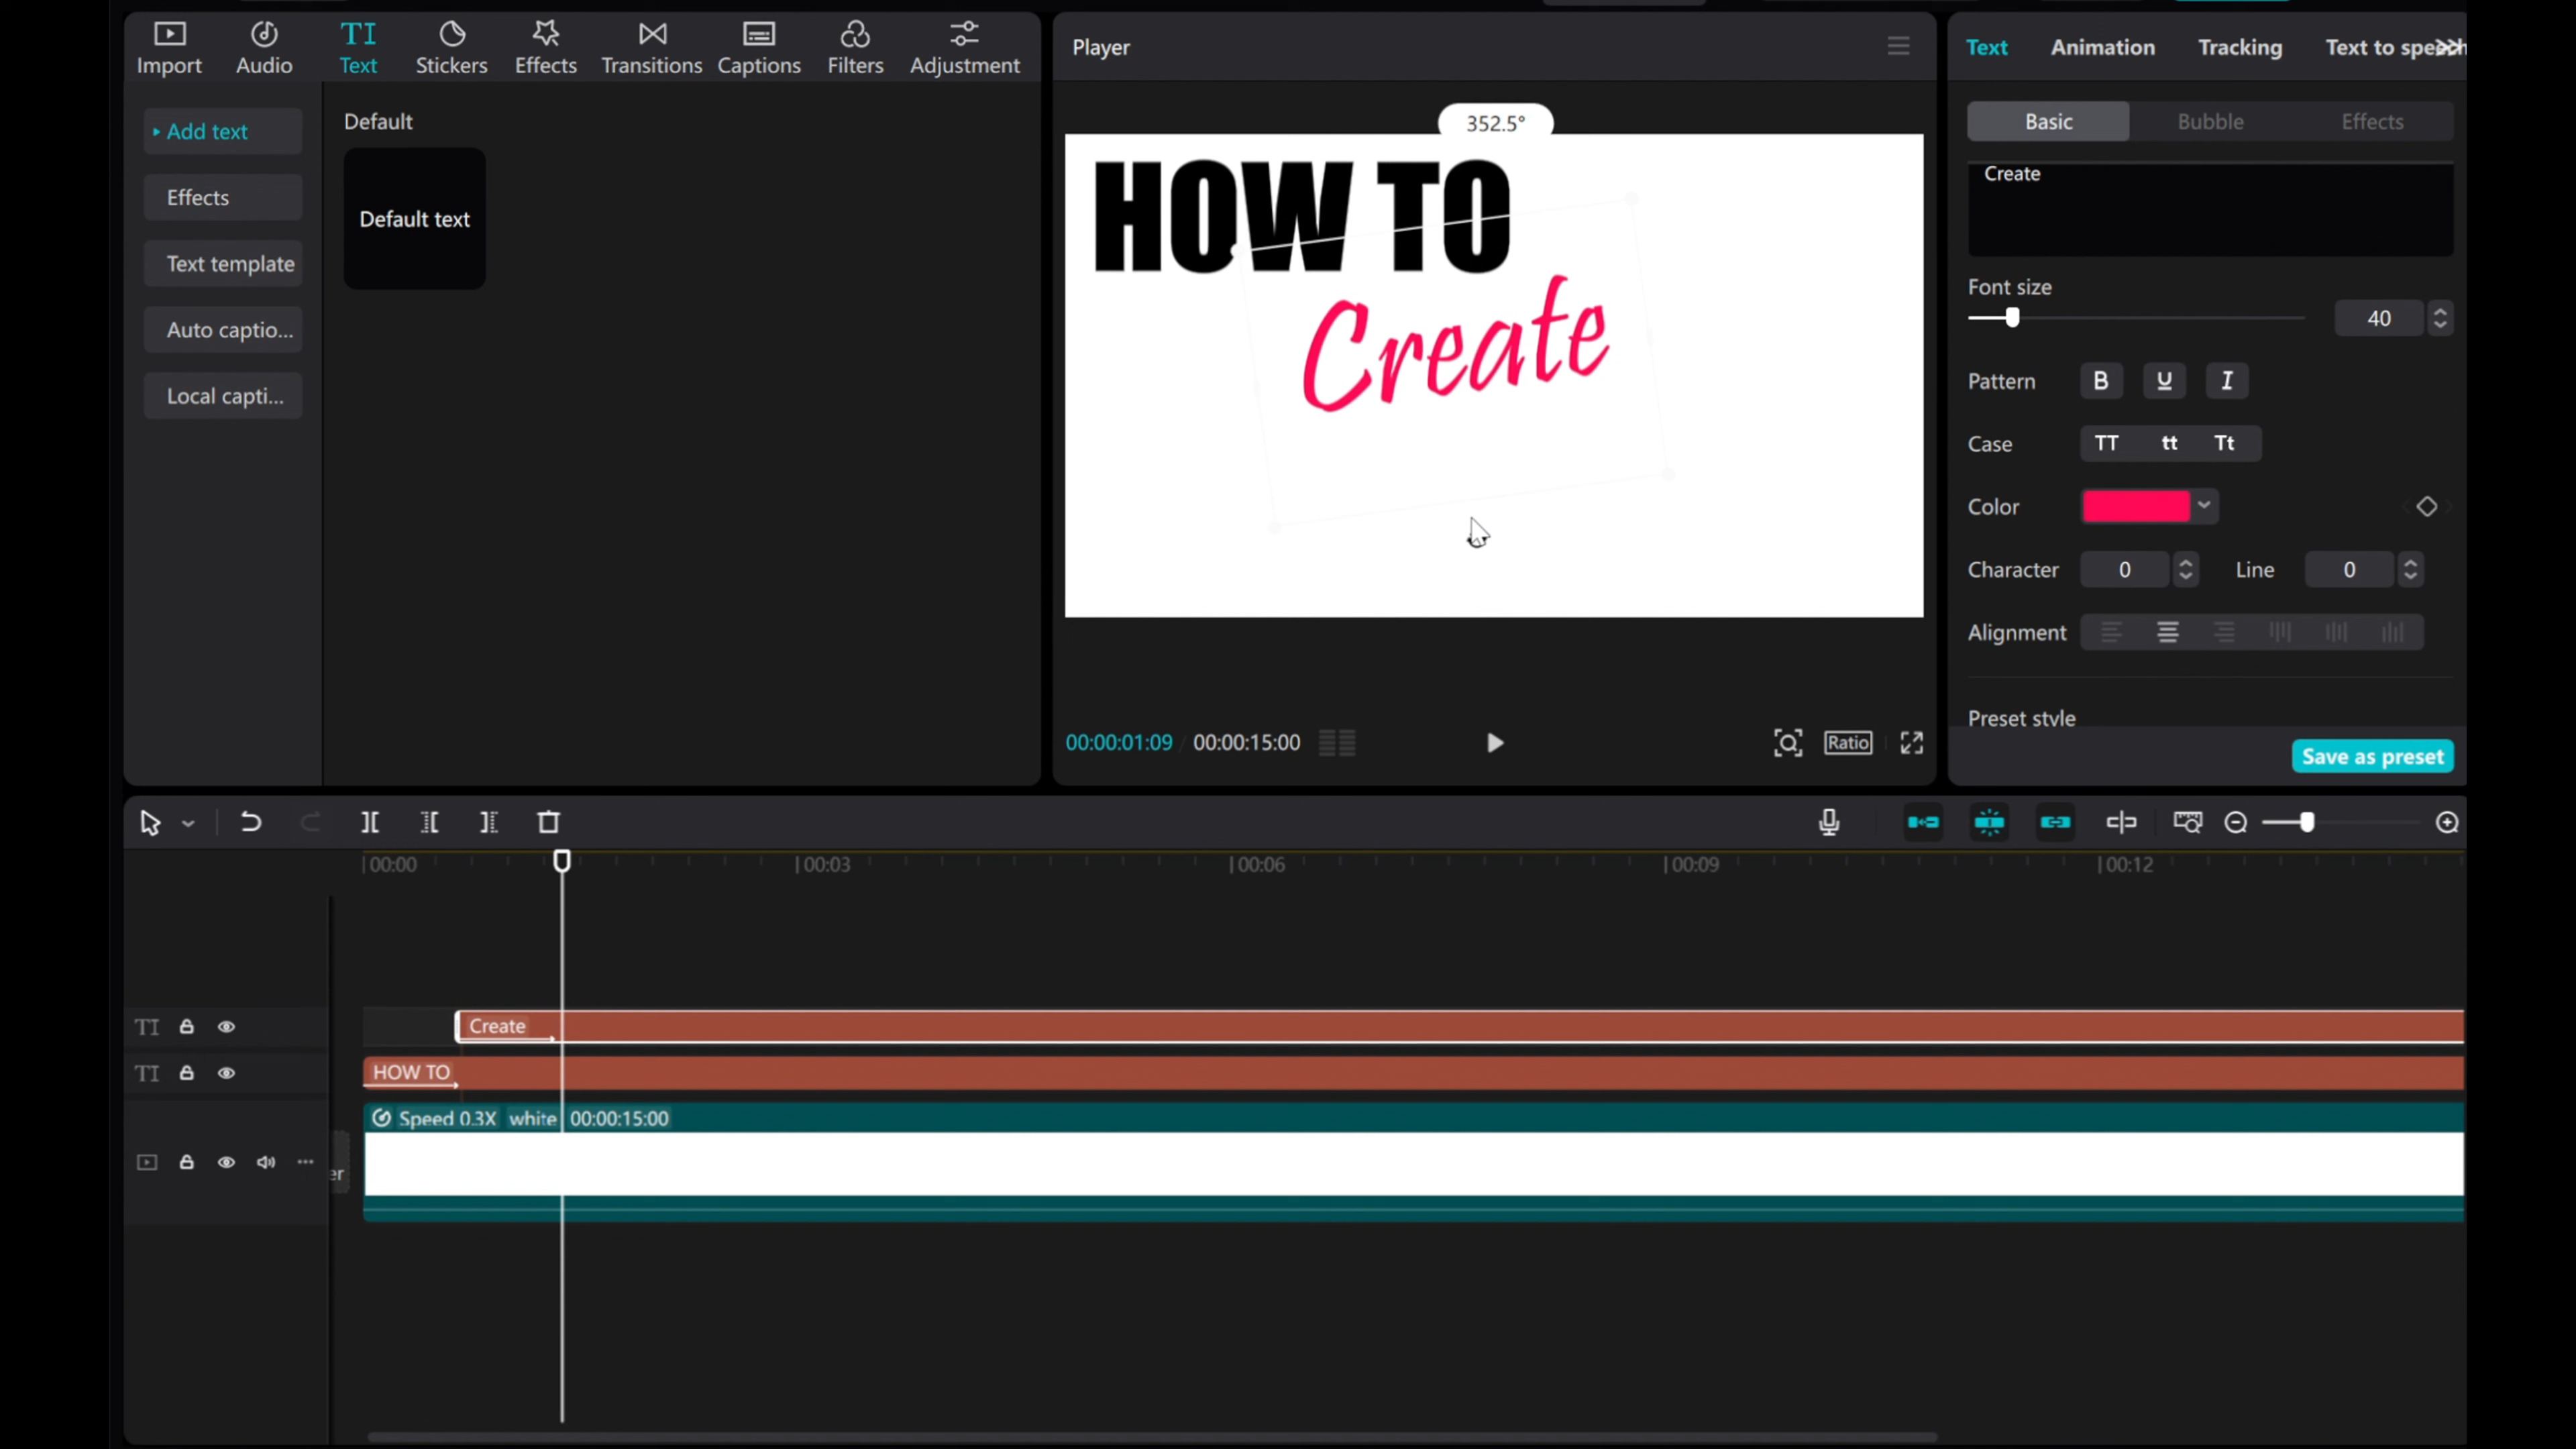 Import
Audio
TI
Text
Stickers
Effects
Transitions
Captions
Filters
Adjustment
Add text
Effects
Text template
Auto captio...
Local capti...
Default
Default text
Player
352.5°
HOW TO
Create
00:00:01:09 / 00:00:15:00
Ratio
Text
Animation
Tracking
Text to speech
Basic
Bubble
Effects
Create
Font size
40
Pattern
B U I
Case
TT tt Tt
Color
Character 0 Line 0
Alignment
Preset style
Save as preset
00:00
00:03
00:06
00:09
00:12
TI
Create
TI
HOW TO
Speed 0.3X white 00:00:15:00
er